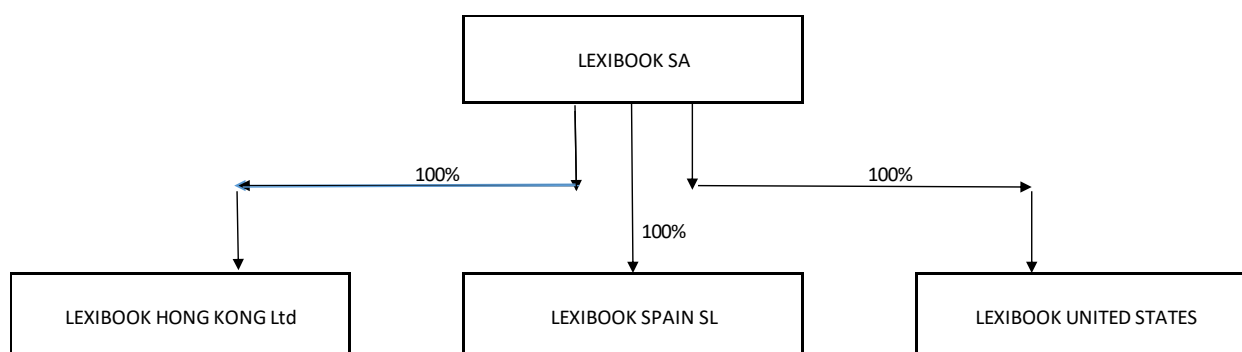 LEXIBOOK SA
100%
100%
100%
LEXIBOOK HONG KONG Ltd
LEXIBOOK SPAIN SL
LEXIBOOK UNITED STATES